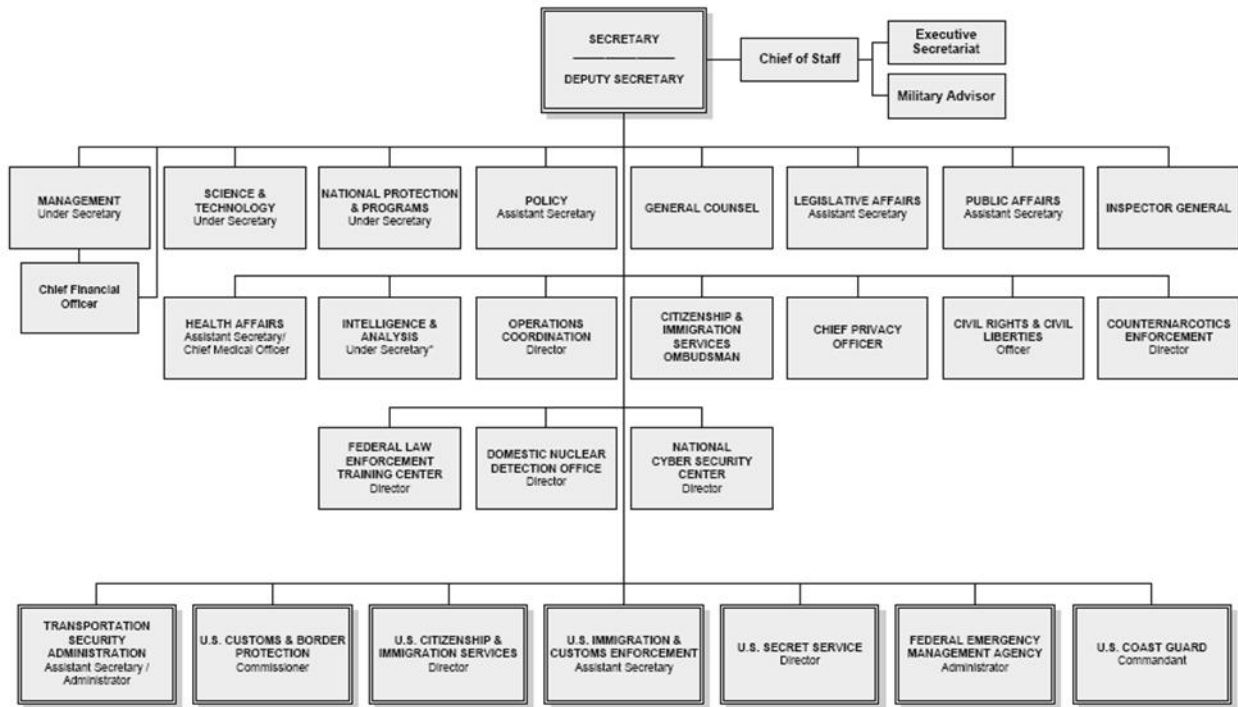 SECRETARY
DEPUTY SECRETARY
Chief of Staff
Executive
Secretariat
Military Advisor
MANAGEMENT
Under Secretary
SCIENCE &
TECHNOLOGY
Under Secretary
NATIONAL PROTECTION
& PROGRAMS
Under Secretary
POLICY
Assistant Secretary
GENERAL COUNSEL
LEGISLATIVE AFFAIRS
Assistant Secretary
PUBLIC AFFAIRS
Assistant Secretary
INSPECTOR GENERAL
Chief Financial
Officer
HEALTH AFFAIRS
Assistant Secretary/
Chief Medical Officer
INTELLIGENCE &
ANALYSIS
Under Secretary*
OPERATIONS
COORDINATION
Director
CITIZENSHIP &
IMMIGRATION
SERVICES
OMBUDSMAN
CHIEF PRIVACY
OFFICER
CIVIL RIGHTS & CIVIL
LIBERTIES
Officer
COUNTERNARCOTICS
ENFORCEMENT
Director
FEDERAL LAW
ENFORCEMENT
TRAINING CENTER
Director
DOMESTIC NUCLEAR
DETECTION OFFICE
Director
NATIONAL
CYBER SECURITY
CENTER
Director
TRANSPORTATION
SECURITY
ADMINISTRATION
Assistant Secretary /
Administrator
U.S. CUSTOMS & BORDER
PROTECTION
Commissioner
U.S. CITIZENSHIP &
IMMIGRATION SERVICES
Director
U.S. IMMIGRATION &
CUSTOMS ENFORCEMENT
Assistant Secretary
U.S. SECRET SERVICE
Director
FEDERAL EMERGENCY
MANAGEMENT AGENCY
Administrator
U.S. COAST GUARD
Commandant